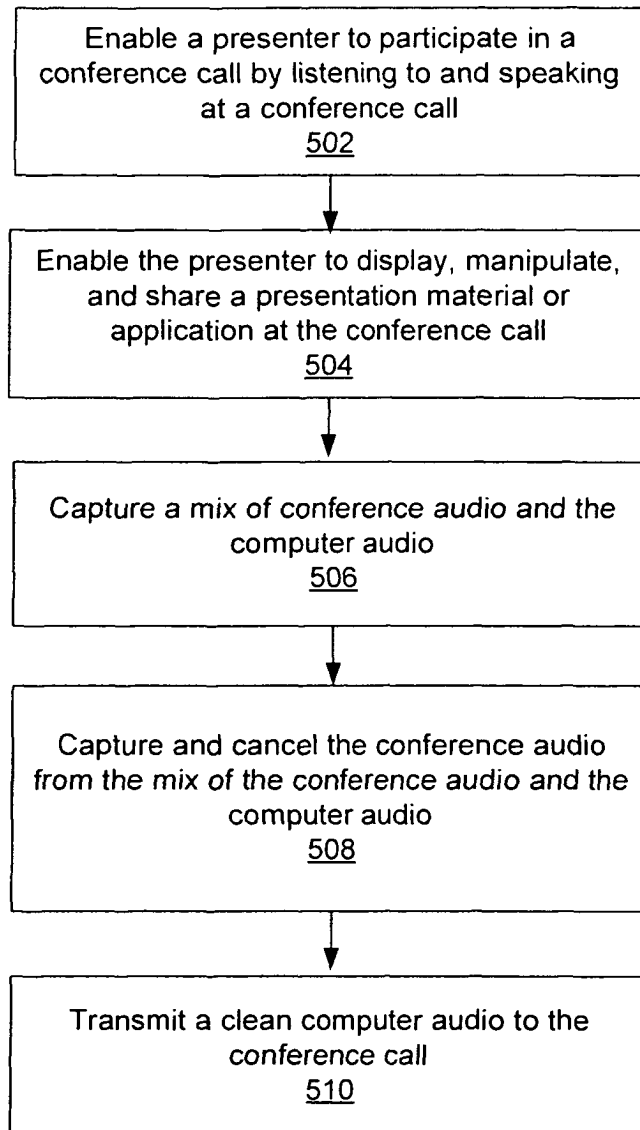 Enable a presenter to participate in a
conference call by listening to and speaking
at a conference call
502
Enable the presenter to display, manipulate,
and share a presentation material or
application at the conference call
504
Capture a mix of conference audio and the
computer audio
506
Capture and cancel the conference audio
from the mix of the conference audio and the
computer audio
508
Transmit a clean computer audio to the
conference call
510